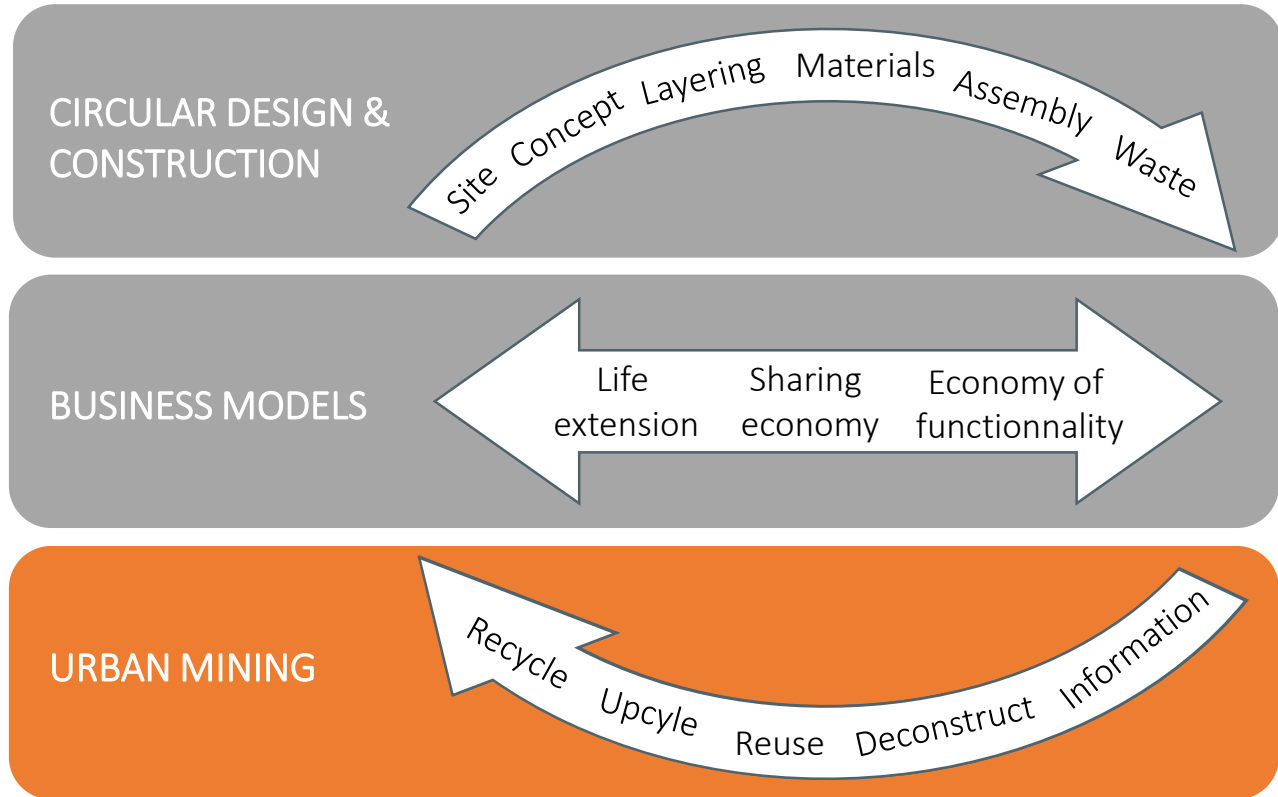 CIRCULAR DESIGN &
CONSTRUCTION
Site Concept Layering Materials Assembly Waste
BUSINESS MODELS
Life
extension
Sharing
economy
Economy of
functionnality
URBAN MINING
Recycle Upcyle Reuse Deconstruct Information